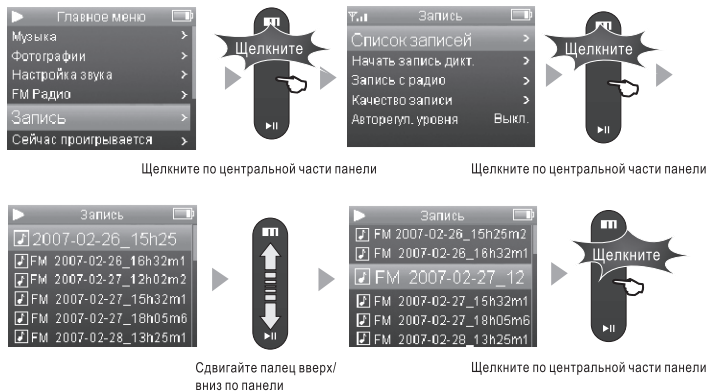 Главное меню
Музыка
Фотографии
Настройка звука
FM Радио
Запись
Сейчас проигрывается
Щелкните
Запись
Список записей
Начать запись дикт.
Запись с радио
Качество записи
Авторегул. уровня Выкл.
Щелкните
Щелкните по центральной части панели
Щелкните по центральной части панели
Запись
2007-02-26_15h25
FM 2007-02-26_16h32m1
FM 2007-02-27_12h02m2
FM 2007-02-27_15h32m1
FM 2007-02-27_18h05m6
FM 2007-02-28_13h25m1
Запись
FM 2007-02-26_15h25m2
FM 2007-02-26_16h32m1
FM 2007-02-27_12
FM 2007-02-27_15h32m1
FM 2007-02-27_18h05m6
FM 2007-02-28_13h25m1
Щелкните
Сдвигайте палец вверх/
вниз по панели
Щелкните по центральной части панели